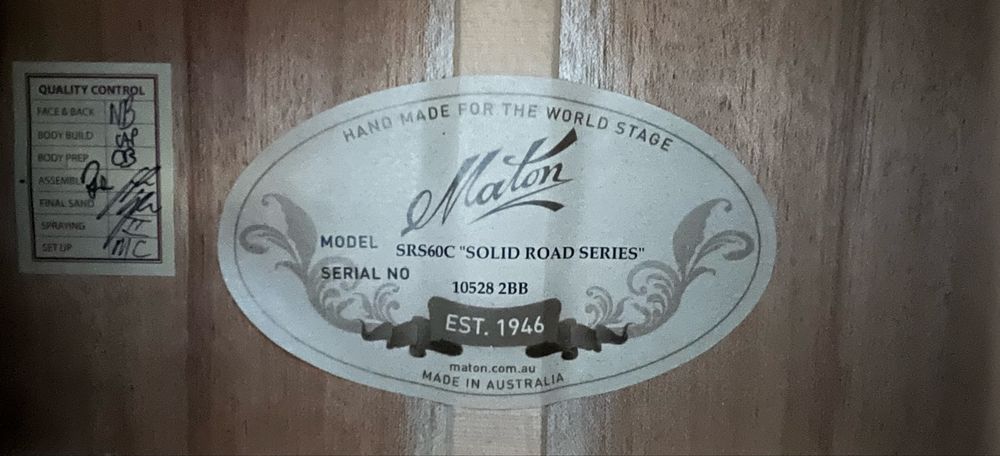 QUALITY CONTROL
FACE & BACK NB
BODY BUILD
BODY PREP
ASSEMBLY
FINAL SAND
SPRAYING
SET UP MC
HAND MADE FOR THE WORLD STAGE
Maton
MODEL SRS60C "SOLID ROAD SERIES"
SERIAL NO
10528 2BB
EST. 1946
maton.com.au
MADE IN AUSTRALIA